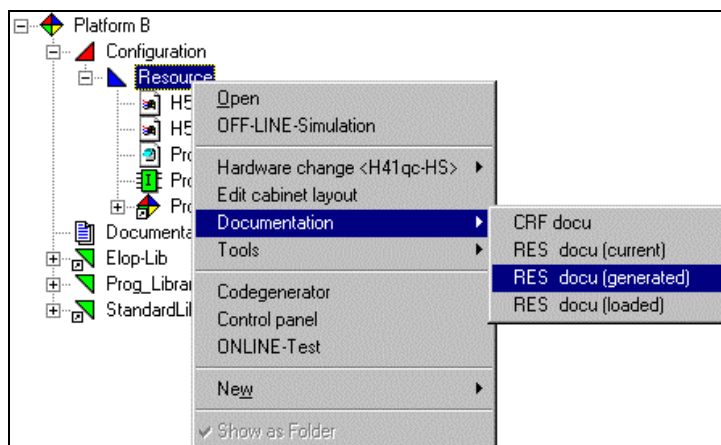 Platform B
Configuration
Resource
H5
H5
Pro
Pro
Pro
Documenta
Elop-Lib
Prog_Librar
StandardLil
Open
OFF-LINE-Simulation
Hardware change <H41qc-HS>
Edit cabinet layout
Documentation
Tools
Codegenerator
Control panel
ONLINE-Test
New
Show as Folder
CRF docu
RES docu (current)
RES docu (generated)
RES docu (loaded)